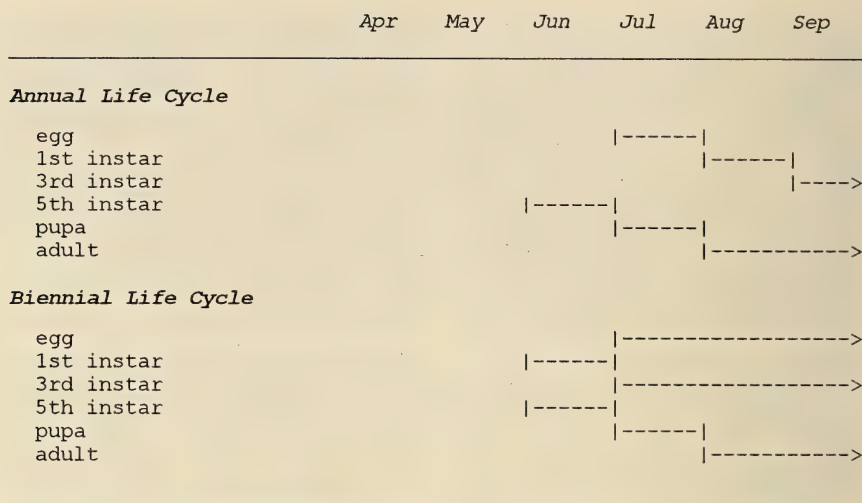 Apr May Jun Jul Aug Sep
Annual Life Cycle
egg |------|
1st instar |------|
3rd instar |---->
5th instar |------|
pupa |------|
adult |----------->
Biennial Life Cycle
egg |------------------>
1st instar |------|
3rd instar |------------------>
5th instar |------|
pupa |------|
adult |----------->